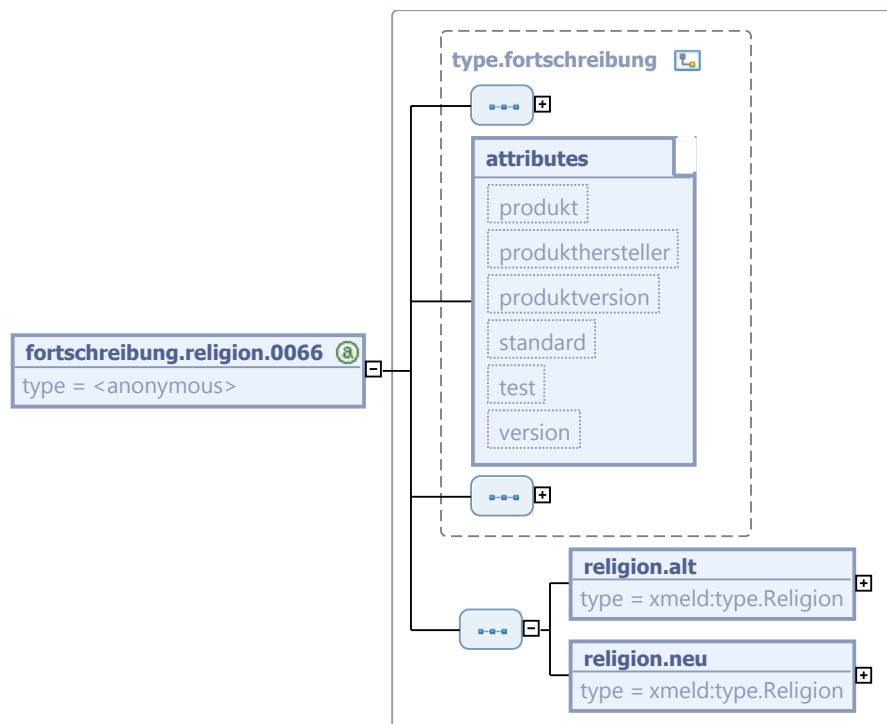 type.fortschreibung
attributes
produkt
produkthersteller
produktversion
standard
test
version
fortschreibung.religion.0066 @
type = <anonymous>
religion.alt
type = xmeld:type.Religion
religion.neu
type = xmeld:type.Religion